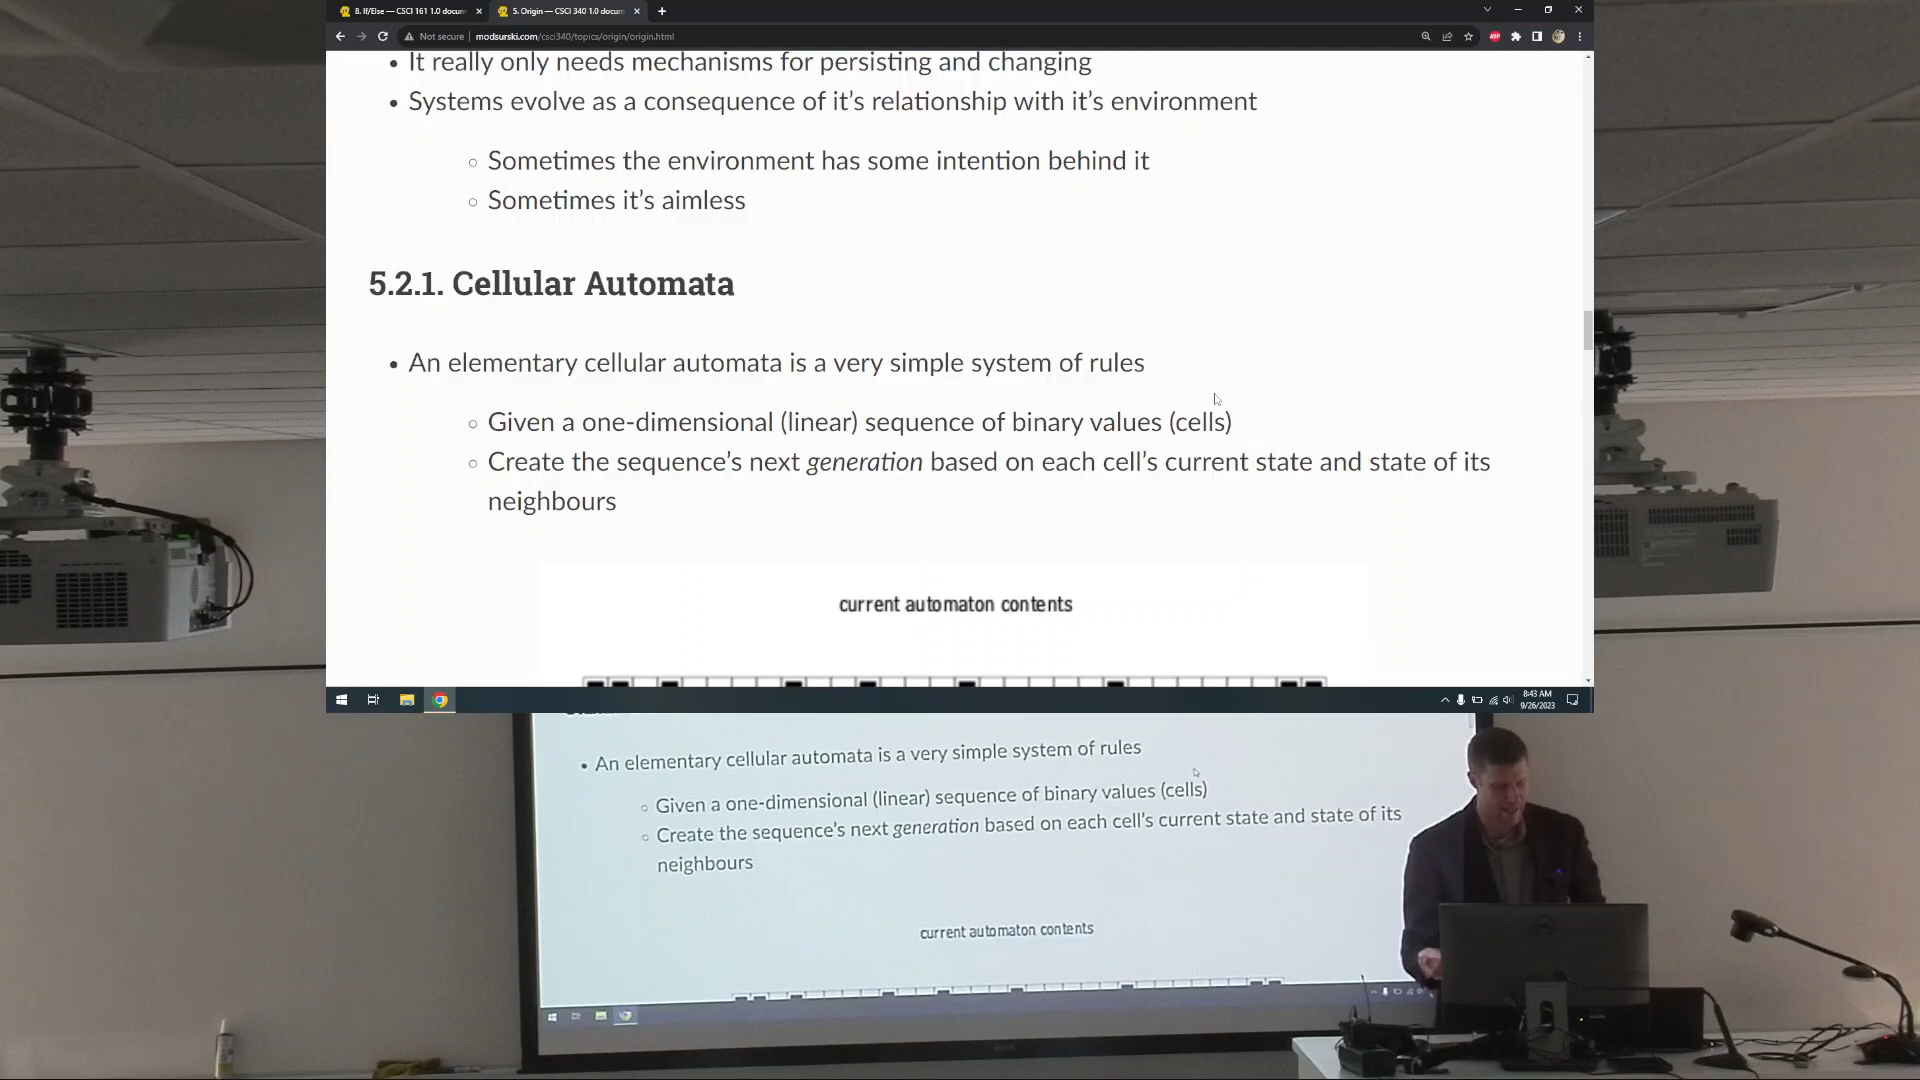 8. If/Else — CSCI 161 1.0 docum
5. Origin — CSCI 340 1.0 docum
Not secure | modsurski.com/csci340/topics/origin/origin.html
ABP
• It really only needs mechanisms for persisting and changing
• Systems evolve as a consequence of it's relationship with it's environment
◦ Sometimes the environment has some intention behind it
◦ Sometimes it's aimless
5.2.1. Cellular Automata
• An elementary cellular automata is a very simple system of rules
◦ Given a one-dimensional (linear) sequence of binary values (cells)
◦ Create the sequence's next generation based on each cell's current state and state of its
neighbours
current automaton contents
8:43 AM
9/26/2023
• An elementary cellular automata is a very simple system of rules
◦ Given a one-dimensional (linear) sequence of binary values (cells)
◦ Create the sequence's next generation based on each cell's current state and state of its
neighbours
current automaton contents